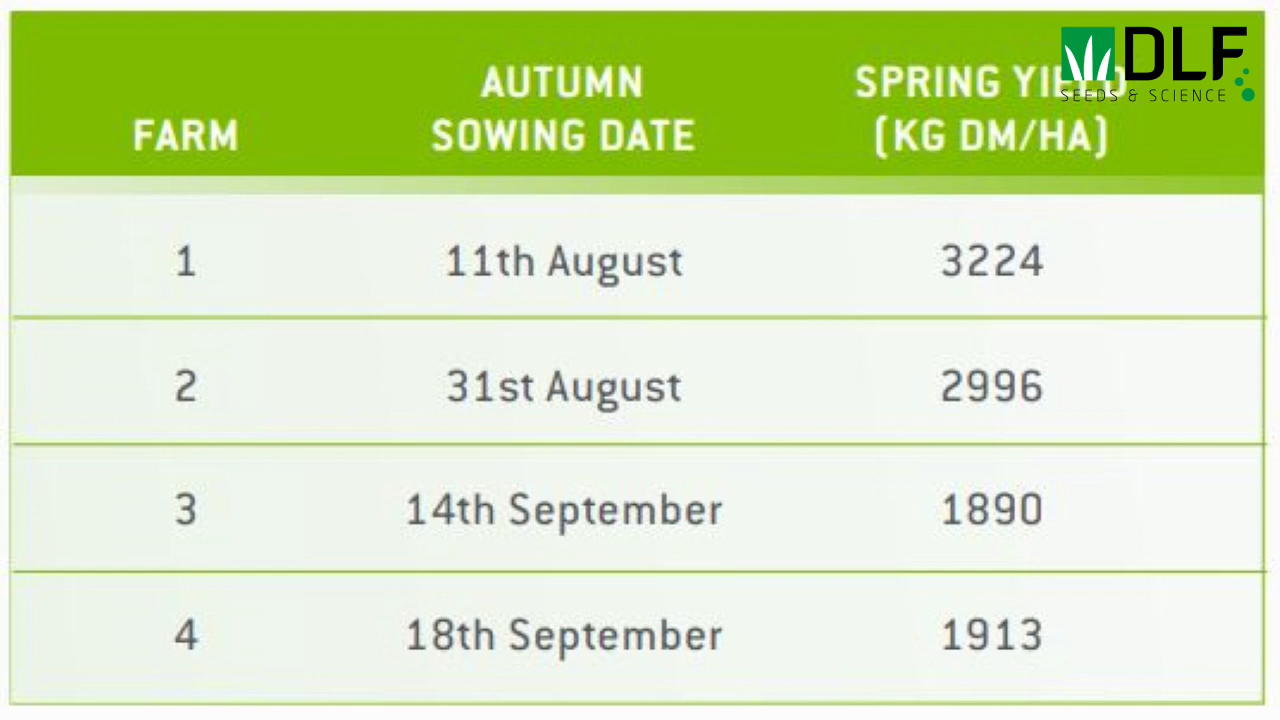 DLF
SEEDS & SCIENCE
FARM
AUTUMN
SOWING DATE
SPRING YIELD
(KG DM/HA)
1 11th August 3224
2 31st August 2996
3 14th September 1890
4 18th September 1913